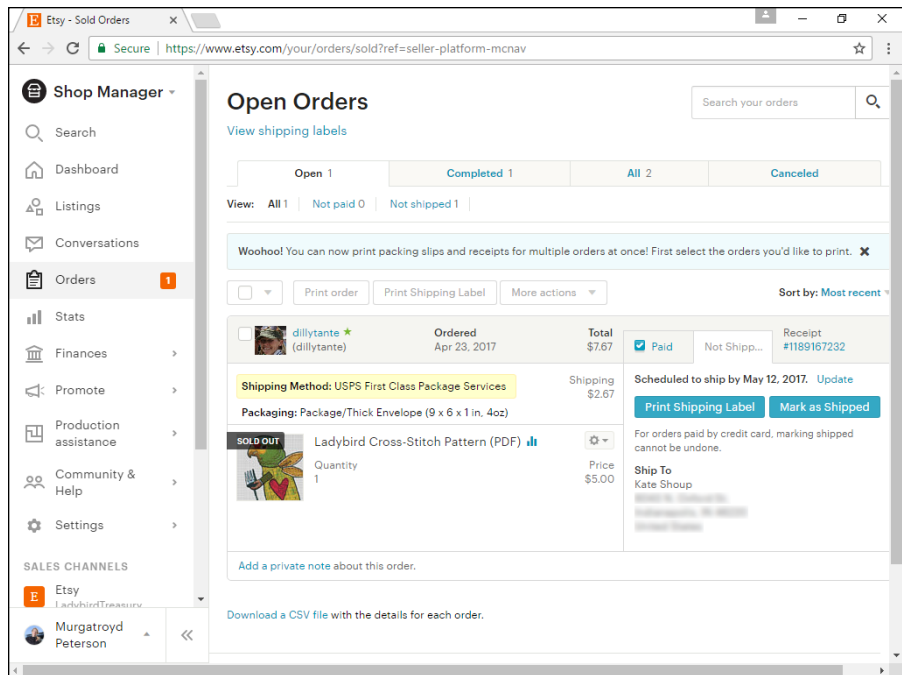 Etsy - Sold Orders
Secure | https://www.etsy.com/your/orders/sold?ref=seller-platform-mcnav
Shop Manager
Search
Dashboard
Listings
Conversations
Orders 1
Stats
Finances
Promote
Production
assistance
Community &
Help
Settings
SALES CHANNELS
E Etsy
LadybirdTreasury
Murgatroyd
Peterson
Open Orders
Search your orders
View shipping labels
Open 1 Completed 1 All 2 Canceled
View: All 1 Not paid 0 Not shipped 1
Woohoo! You can now print packing slips and receipts for multiple orders at once! First select the orders you'd like to print.
Print order Print Shipping Label More actions Sort by: Most recent
dillytante
(dillytante)
Ordered
Apr 23, 2017
Total
$7.67
Paid
Not Shipp...
Receipt
#1189167232
Shipping Method: USPS First Class Package Services
Shipping
$2.67
Packaging: Package/Thick Envelope (9 x 6 x 1 in, 4oz)
SOLD OUT
Ladybird Cross-Stitch Pattern (PDF)
Quantity
1
Price
$5.00
Scheduled to ship by May 12, 2017. Update
Print Shipping Label Mark as Shipped
For orders paid by credit card, marking shipped
cannot be undone.
Ship To
Kate Shoup
Add a private note about this order.
Download a CSV file with the details for each order.